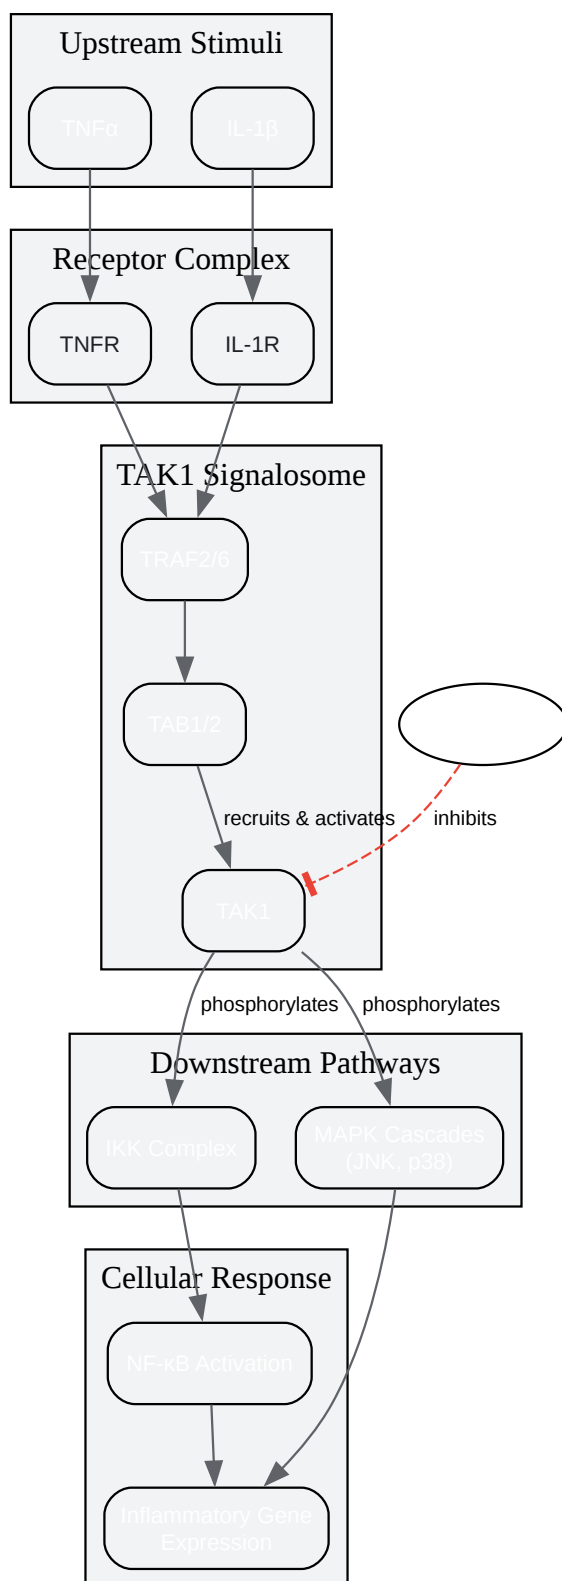 Upstream Stimuli
TNFα
IL-1β
Receptor Complex
TNFR
IL-1R
TAK1 Signalosome
TRAF2/6
TAB1/2
recruits & activates
inhibits
TAK1
phosphorylates
phosphorylates
Downstream Pathways
IKK Complex
MAPK Cascades
(JNK, p38)
Cellular Response
NF-κB Activation
Inflammatory Gene
Expression